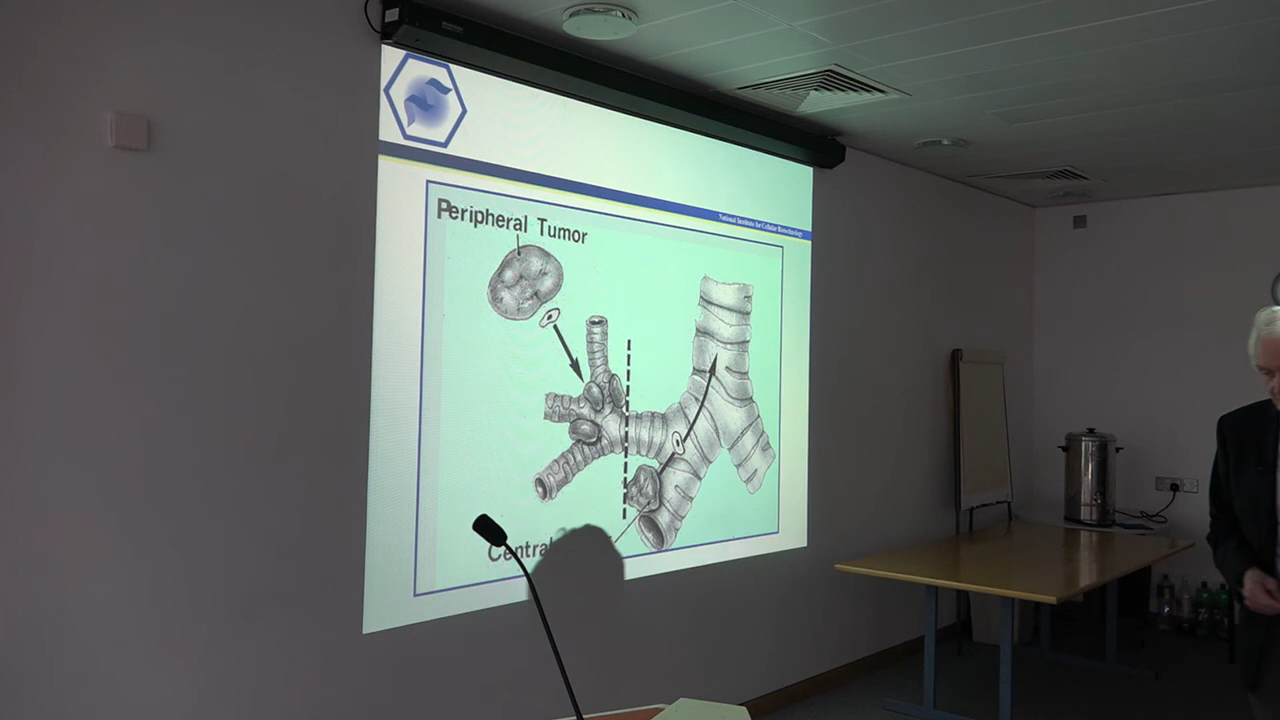 National Institute for Cellular Biotechnology
Peripheral Tumor
Central